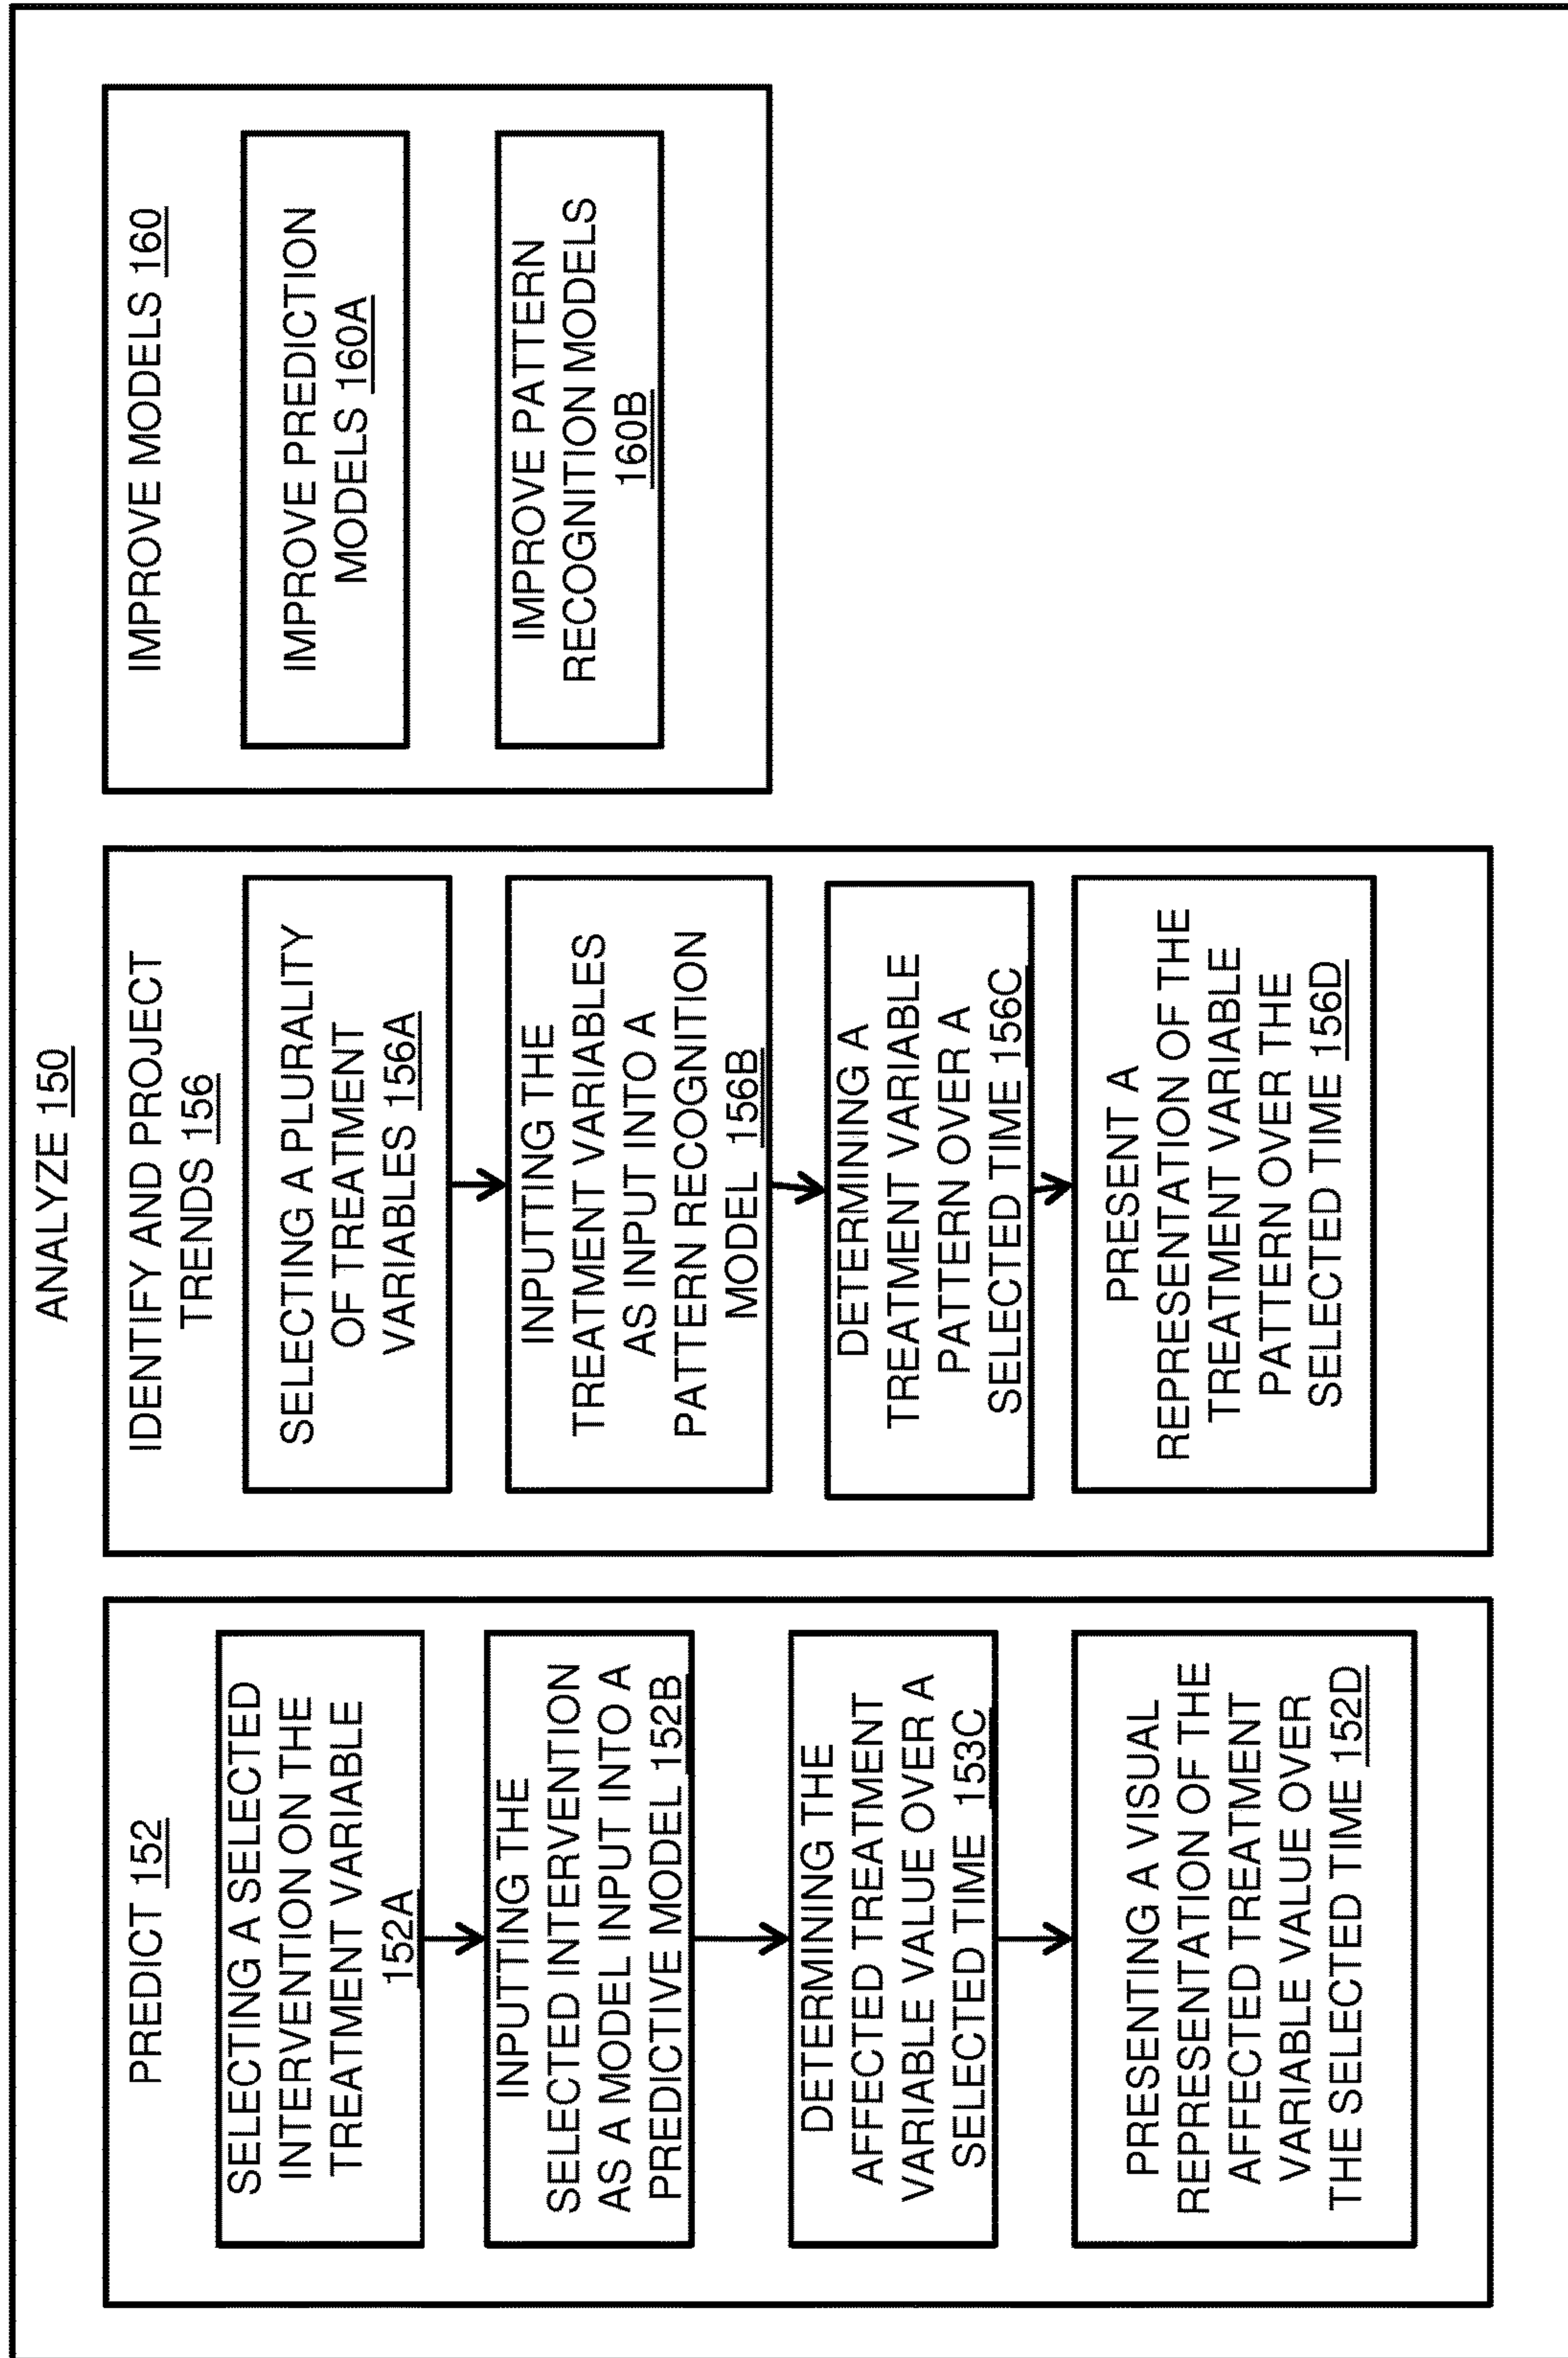 ANALYZE 150
PREDICT 152
SELECTING A SELECTED
INTERVENTION ON THE
TREATMENT VARIABLE
152A
INPUTTING THE
SELECTED INTERVENTION
AS A MODEL INPUT INTO A
PREDICTIVE MODEL 152B
DETERMINING THE
AFFECTED TREATMENT
VARIABLE VALUE OVER A
SELECTED TIME 153C
PRESENTING A VISUAL
REPRESENTATION OF THE
AFFECTED TREATMENT
VARIABLE VALUE OVER
THE SELECTED TIME 152D
IDENTIFY AND PROJECT
TRENDS 156
SELECTING A PLURALITY
OF TREATMENT
VARIABLES 156A
INPUTTING THE
TREATMENT VARIABLES
AS INPUT INTO A
PATTERN RECOGNITION
MODEL 156B
DETERMINING A
TREATMENT VARIABLE
PATTERN OVER A
SELECTED TIME 156C
PRESENT A
REPRESENTATION OF THE
TREATMENT VARIABLE
PATTERN OVER THE
SELECTED TIME 156D
IMPROVE MODELS 160
IMPROVE PREDICTION
MODELS 160A
IMPROVE PATTERN
RECOGNITION MODELS
160B